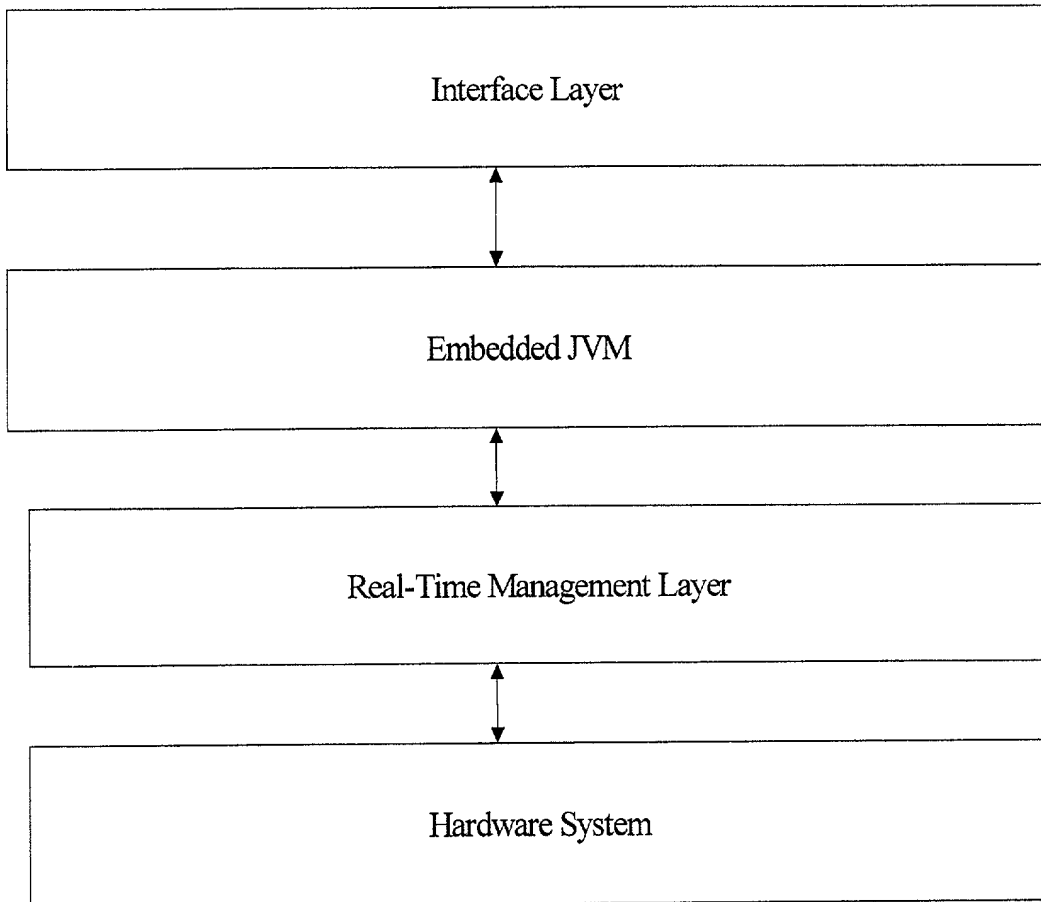 Interface Layer
Embedded JVM
Real-Time Management Layer
Hardware System